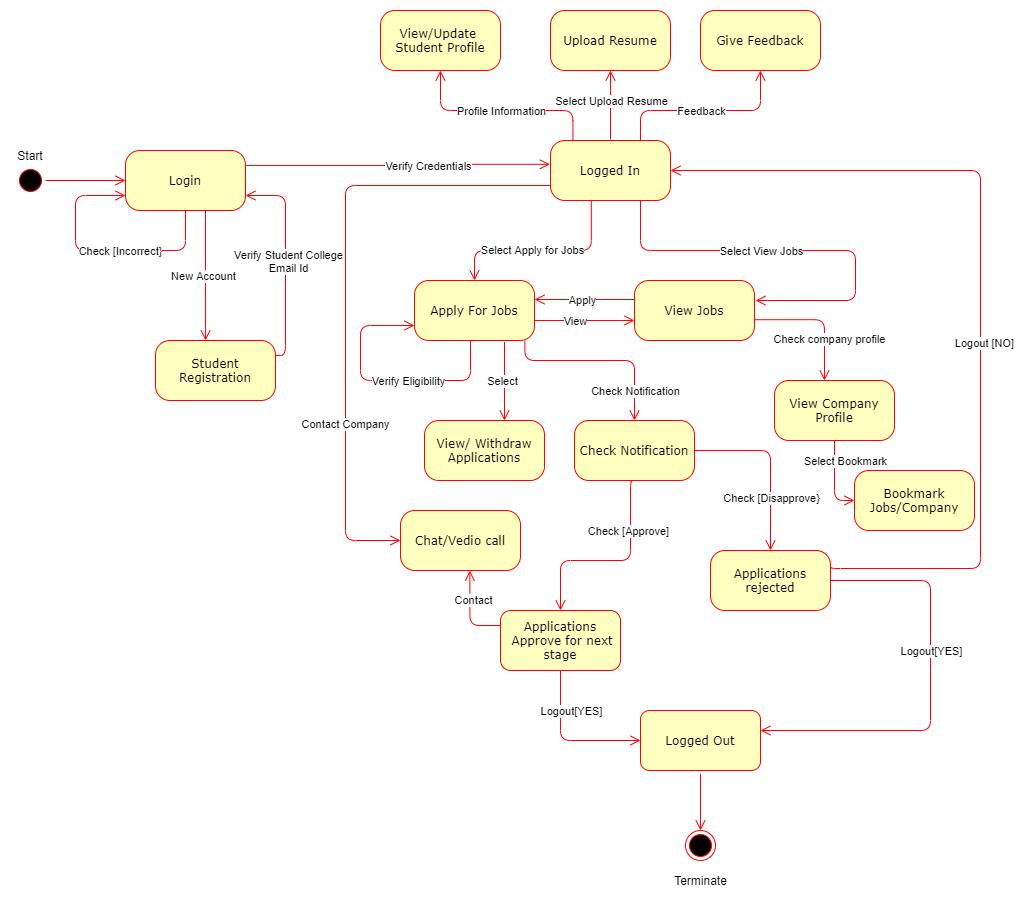 View/Update
Student Profile
Upload Resume
Give Feedback
Profile Information
Select Upload Resume
Feedback
Start
Login
Verify Credentials
Logged In
Check [Incorrect}
New Account
Verify Student College
Email Id
Select Apply for Jobs
Select View Jobs
Apply For Jobs
Apply
View
View Jobs
Check company profile
Logout [NO]
Student
Registration
Verify Eligibility
Select
Check Notification
View Company
Profile
Contact Company
View/ Withdraw
Applications
Check Notification
Select Bookmark
Bookmark
Jobs/Company
Check [Disapprove}
Check [Approve]
Chat/Vedio call
Applications
rejected
Contact
Applications
Approve for next
stage
Logout[YES]
Logout[YES]
Logged Out
Terminate